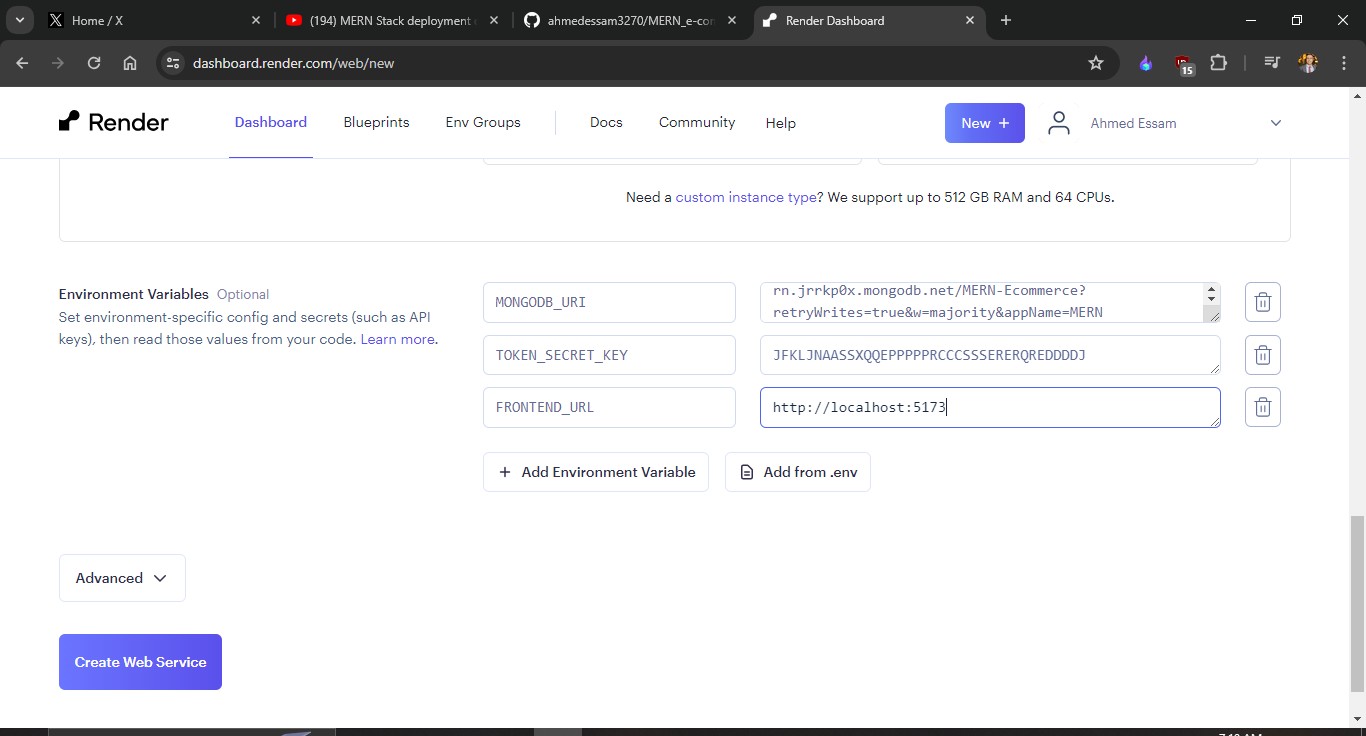 Home / X
(194) MERN Stack deployment
ahmedessam3270/MERN_e-co
Render Dashboard
dashboard.render.com/web/new
15
Render
Dashboard
Blueprints
Env Groups
Docs
Community
Help
New +
Ahmed Essam
Need a custom instance type? We support up to 512 GB RAM and 64 CPUs.
Environment Variables Optional
Set environment-specific config and secrets (such as API
keys), then read those values from your code. Learn more.
MONGODB_URI
rn.jrrkp0x.mongodb.net/MERN-Ecommerce?
retryWrites=true&w=majority&appName=MERN
TOKEN_SECRET_KEY
JFKLJNAASSXQQEPPPPPRCCCSSSERERQREDDDDJ
FRONTEND_URL
http://localhost:5173
+ Add Environment Variable
Add from .env
Advanced
Create Web Service